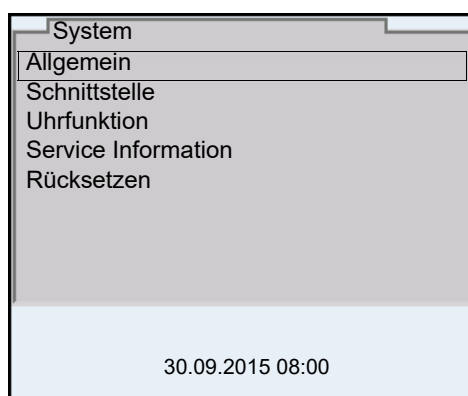 System
Allgemein
Schnittstelle
Uhrfunktion
Service Information
Rücksetzen
30.09.2015 08:00